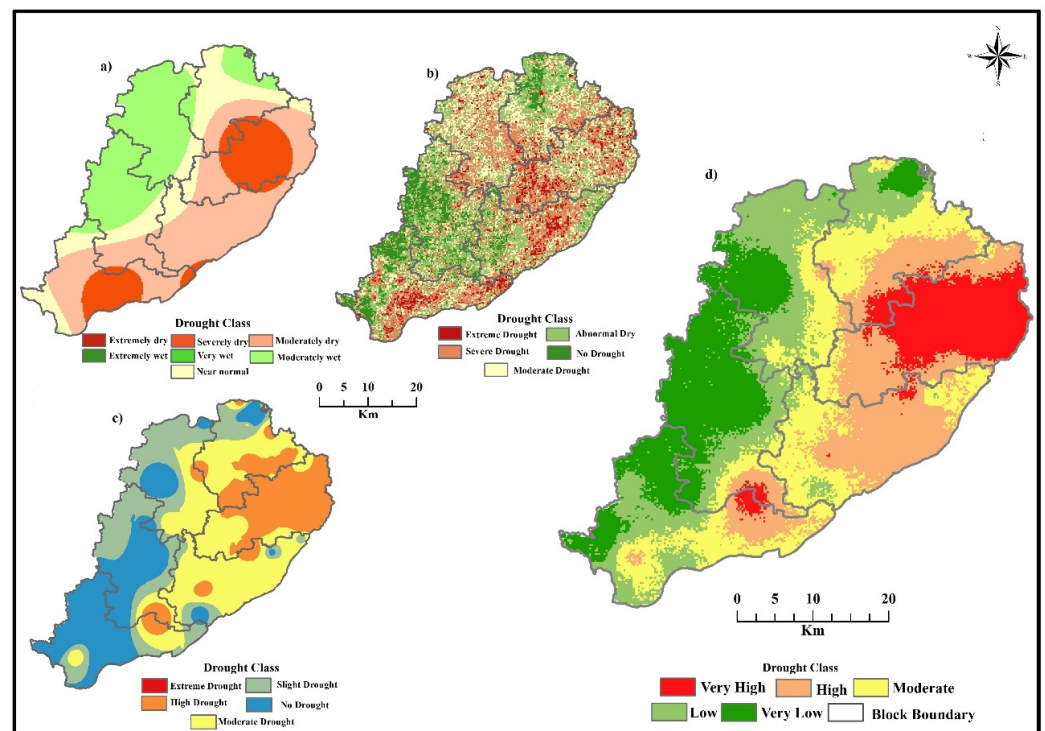 N
W E
S
a)
b)
Drought Class
Extremely dry Severely dry Moderately dry
Extremely wet Very wet Moderately wet
Near normal
Drought Class
Extreme Drought Abnormal Dry
Severe Drought No Drought
Moderate Drought
0 5 10 20
Km
c)
Drought Class
Extreme Drought Slight Drought
High Drought No Drought
Moderate Drought
d)
0 5 10 20
Km
Drought Class
Very High High Moderate
Low Very Low Block Boundary